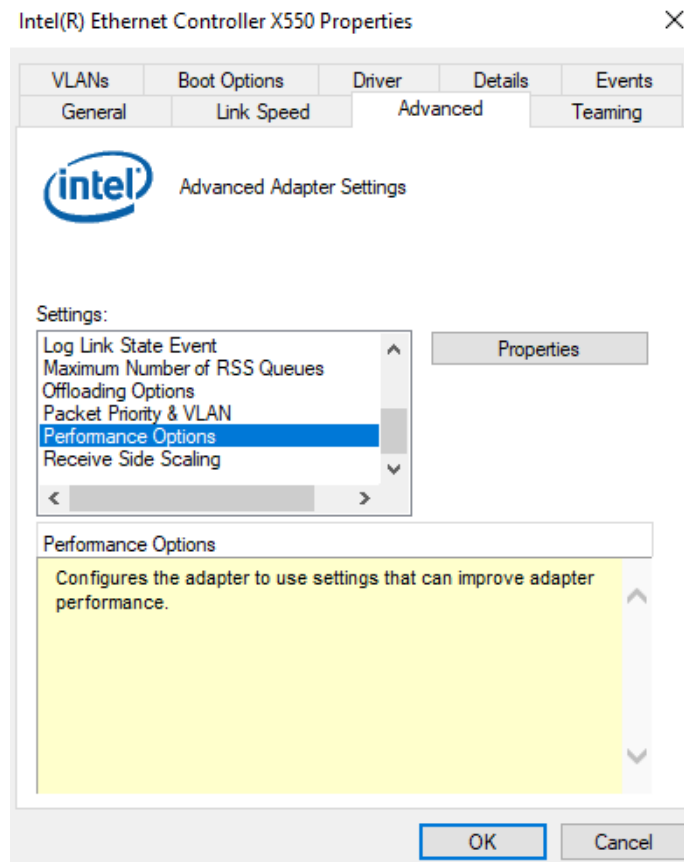 Intel(R) Ethernet Controller X550 Properties
VLANs Boot Options Driver Details Events
General Link Speed Advanced Teaming
intel
Advanced Adapter Settings
Settings:
Log Link State Event
Properties
Maximum Number of RSS Queues
Offloading Options
Packet Priority & VLAN
Performance Options
Receive Side Scaling
Performance Options
Configures the adapter to use settings that can improve adapter
performance.
OK Cancel